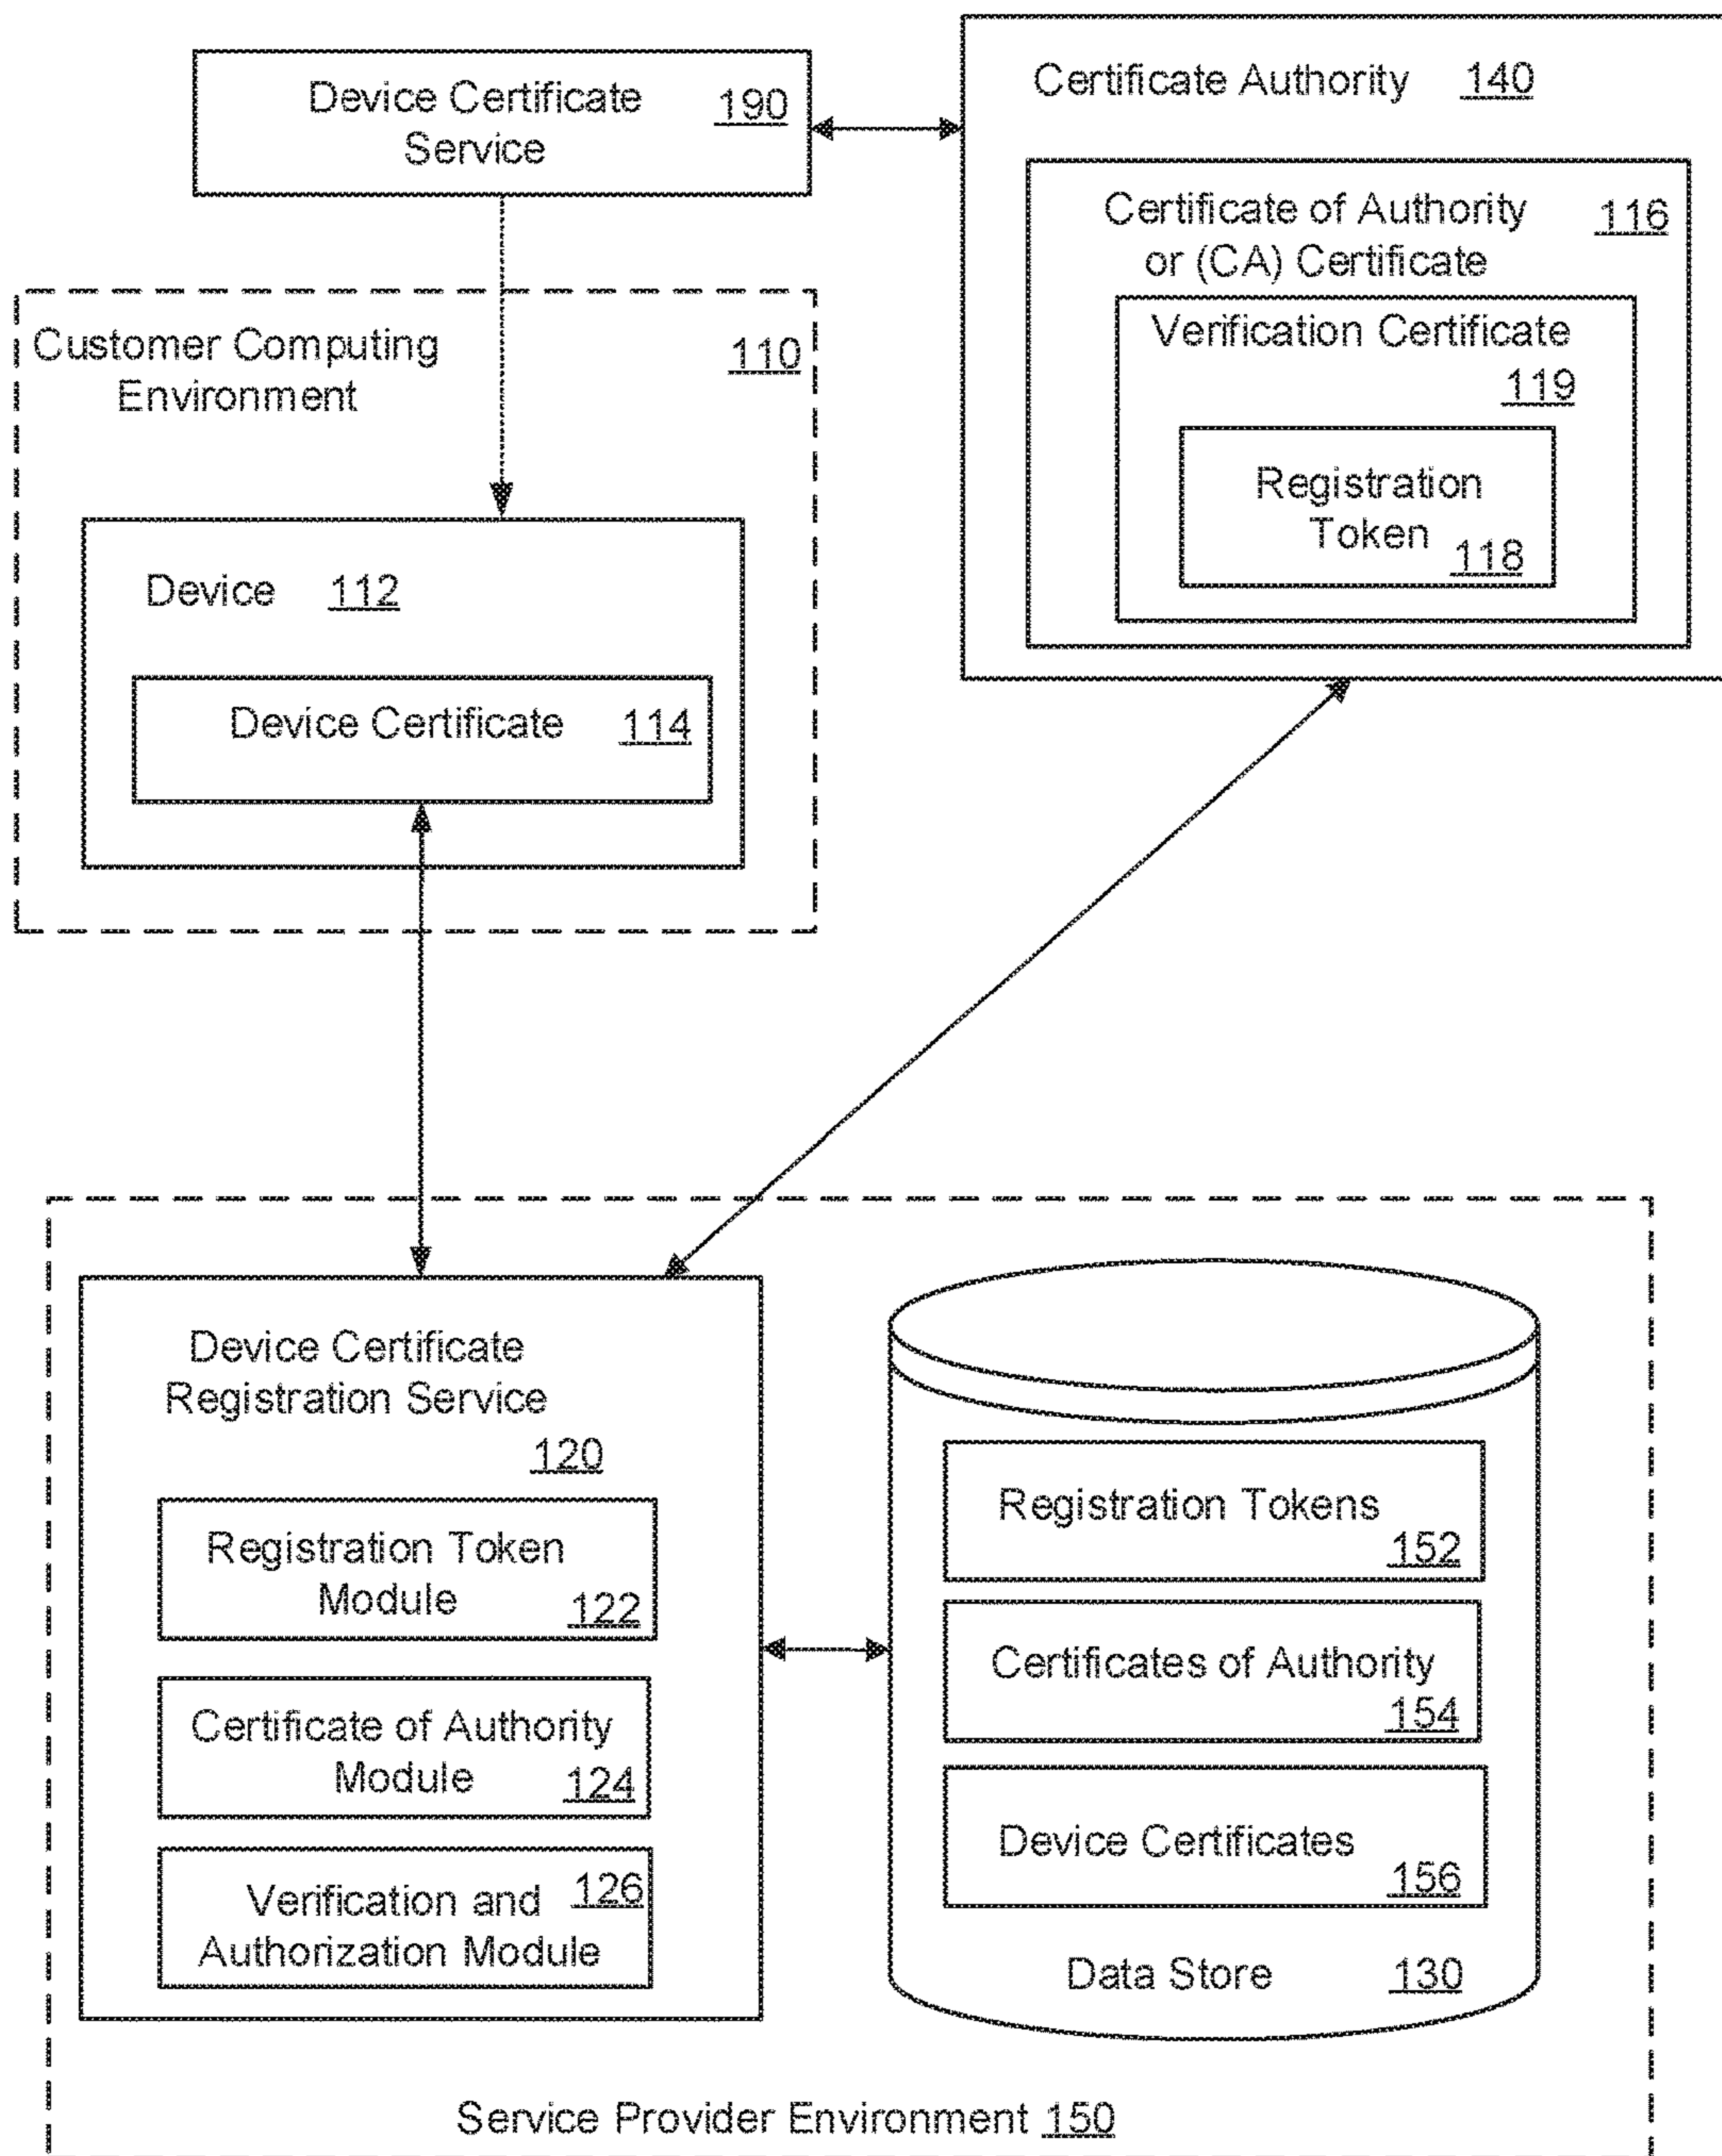 Device Certificate
Service
190
Certificate Authority 140
Certificate of Authority
or (CA) Certificate
116
Verification Certificate
119
Registration
Token
118
Customer Computing
Environment
110
Device 112
Device Certificate 114
Device Certificate
Registration Service
120
Registration Token
Module 122
Certificate of Authority
Module 124
Verification and
Authorization Module
126
Registration Tokens
152
Certificates of Authority
154
Device Certificates
156
Data Store 130
Service Provider Environment 150